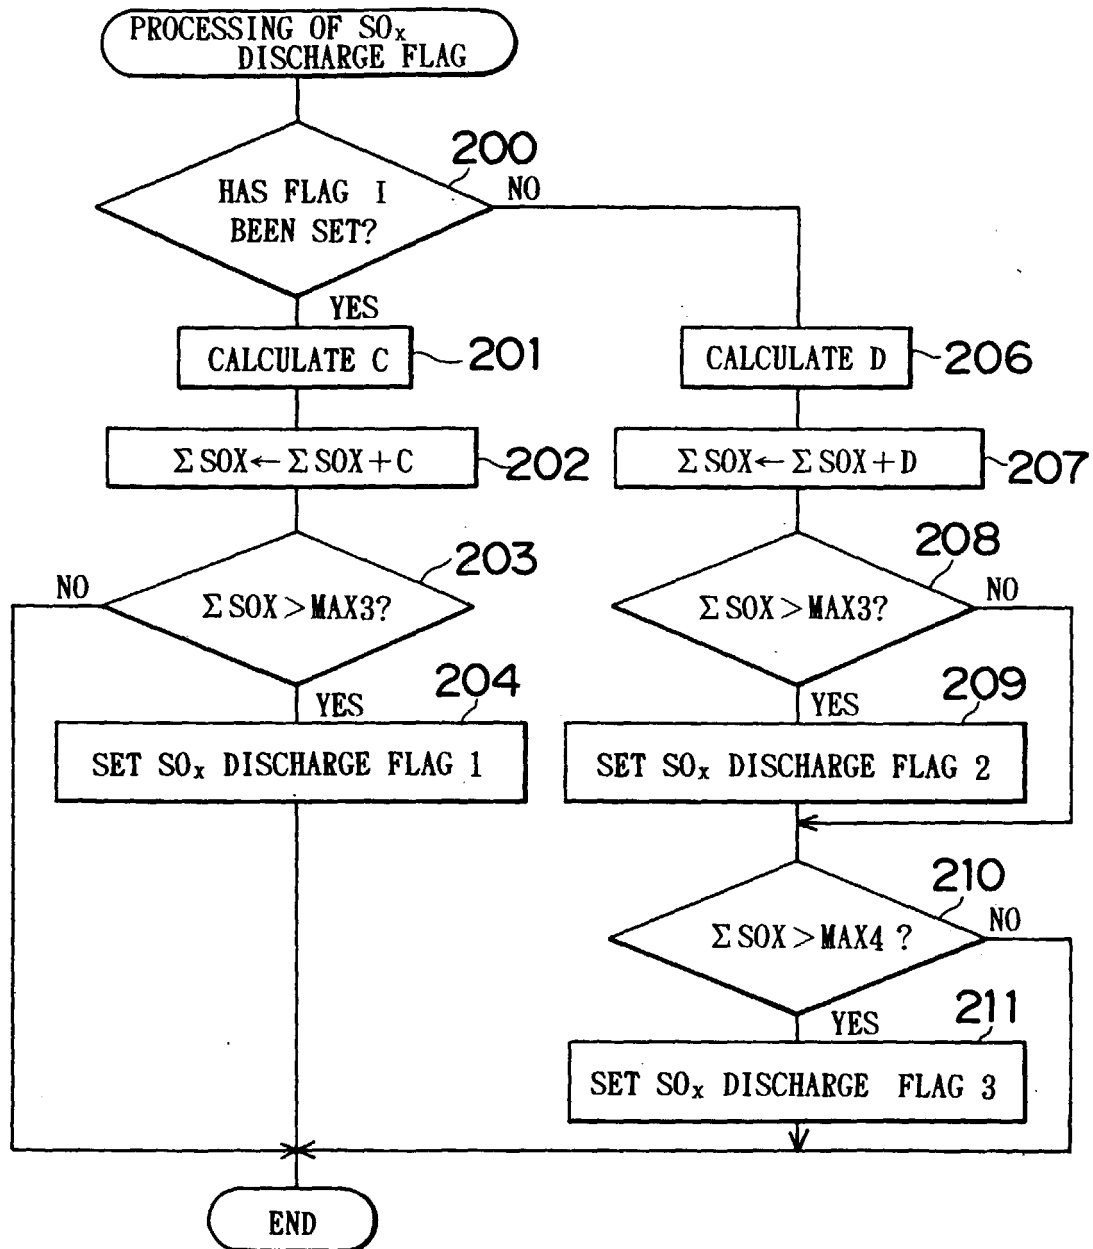 PROCESSING OF SOx
DISCHARGE FLAG
200
HAS FLAG I
BEEN SET?
NO
YES
CALCULATE C
201
CALCULATE D
206
ΣSOX←ΣSOX+C
202
ΣSOX←ΣSOX+D
207
203
NO
ΣSOX>MAX3?
YES
208
ΣSOX>MAX3?
NO
YES
204
SET SOx DISCHARGE FLAG 1
209
SET SOx DISCHARGE FLAG 2
210
ΣSOX>MAX4 ?
NO
YES
211
SET SOx DISCHARGE FLAG 3
END